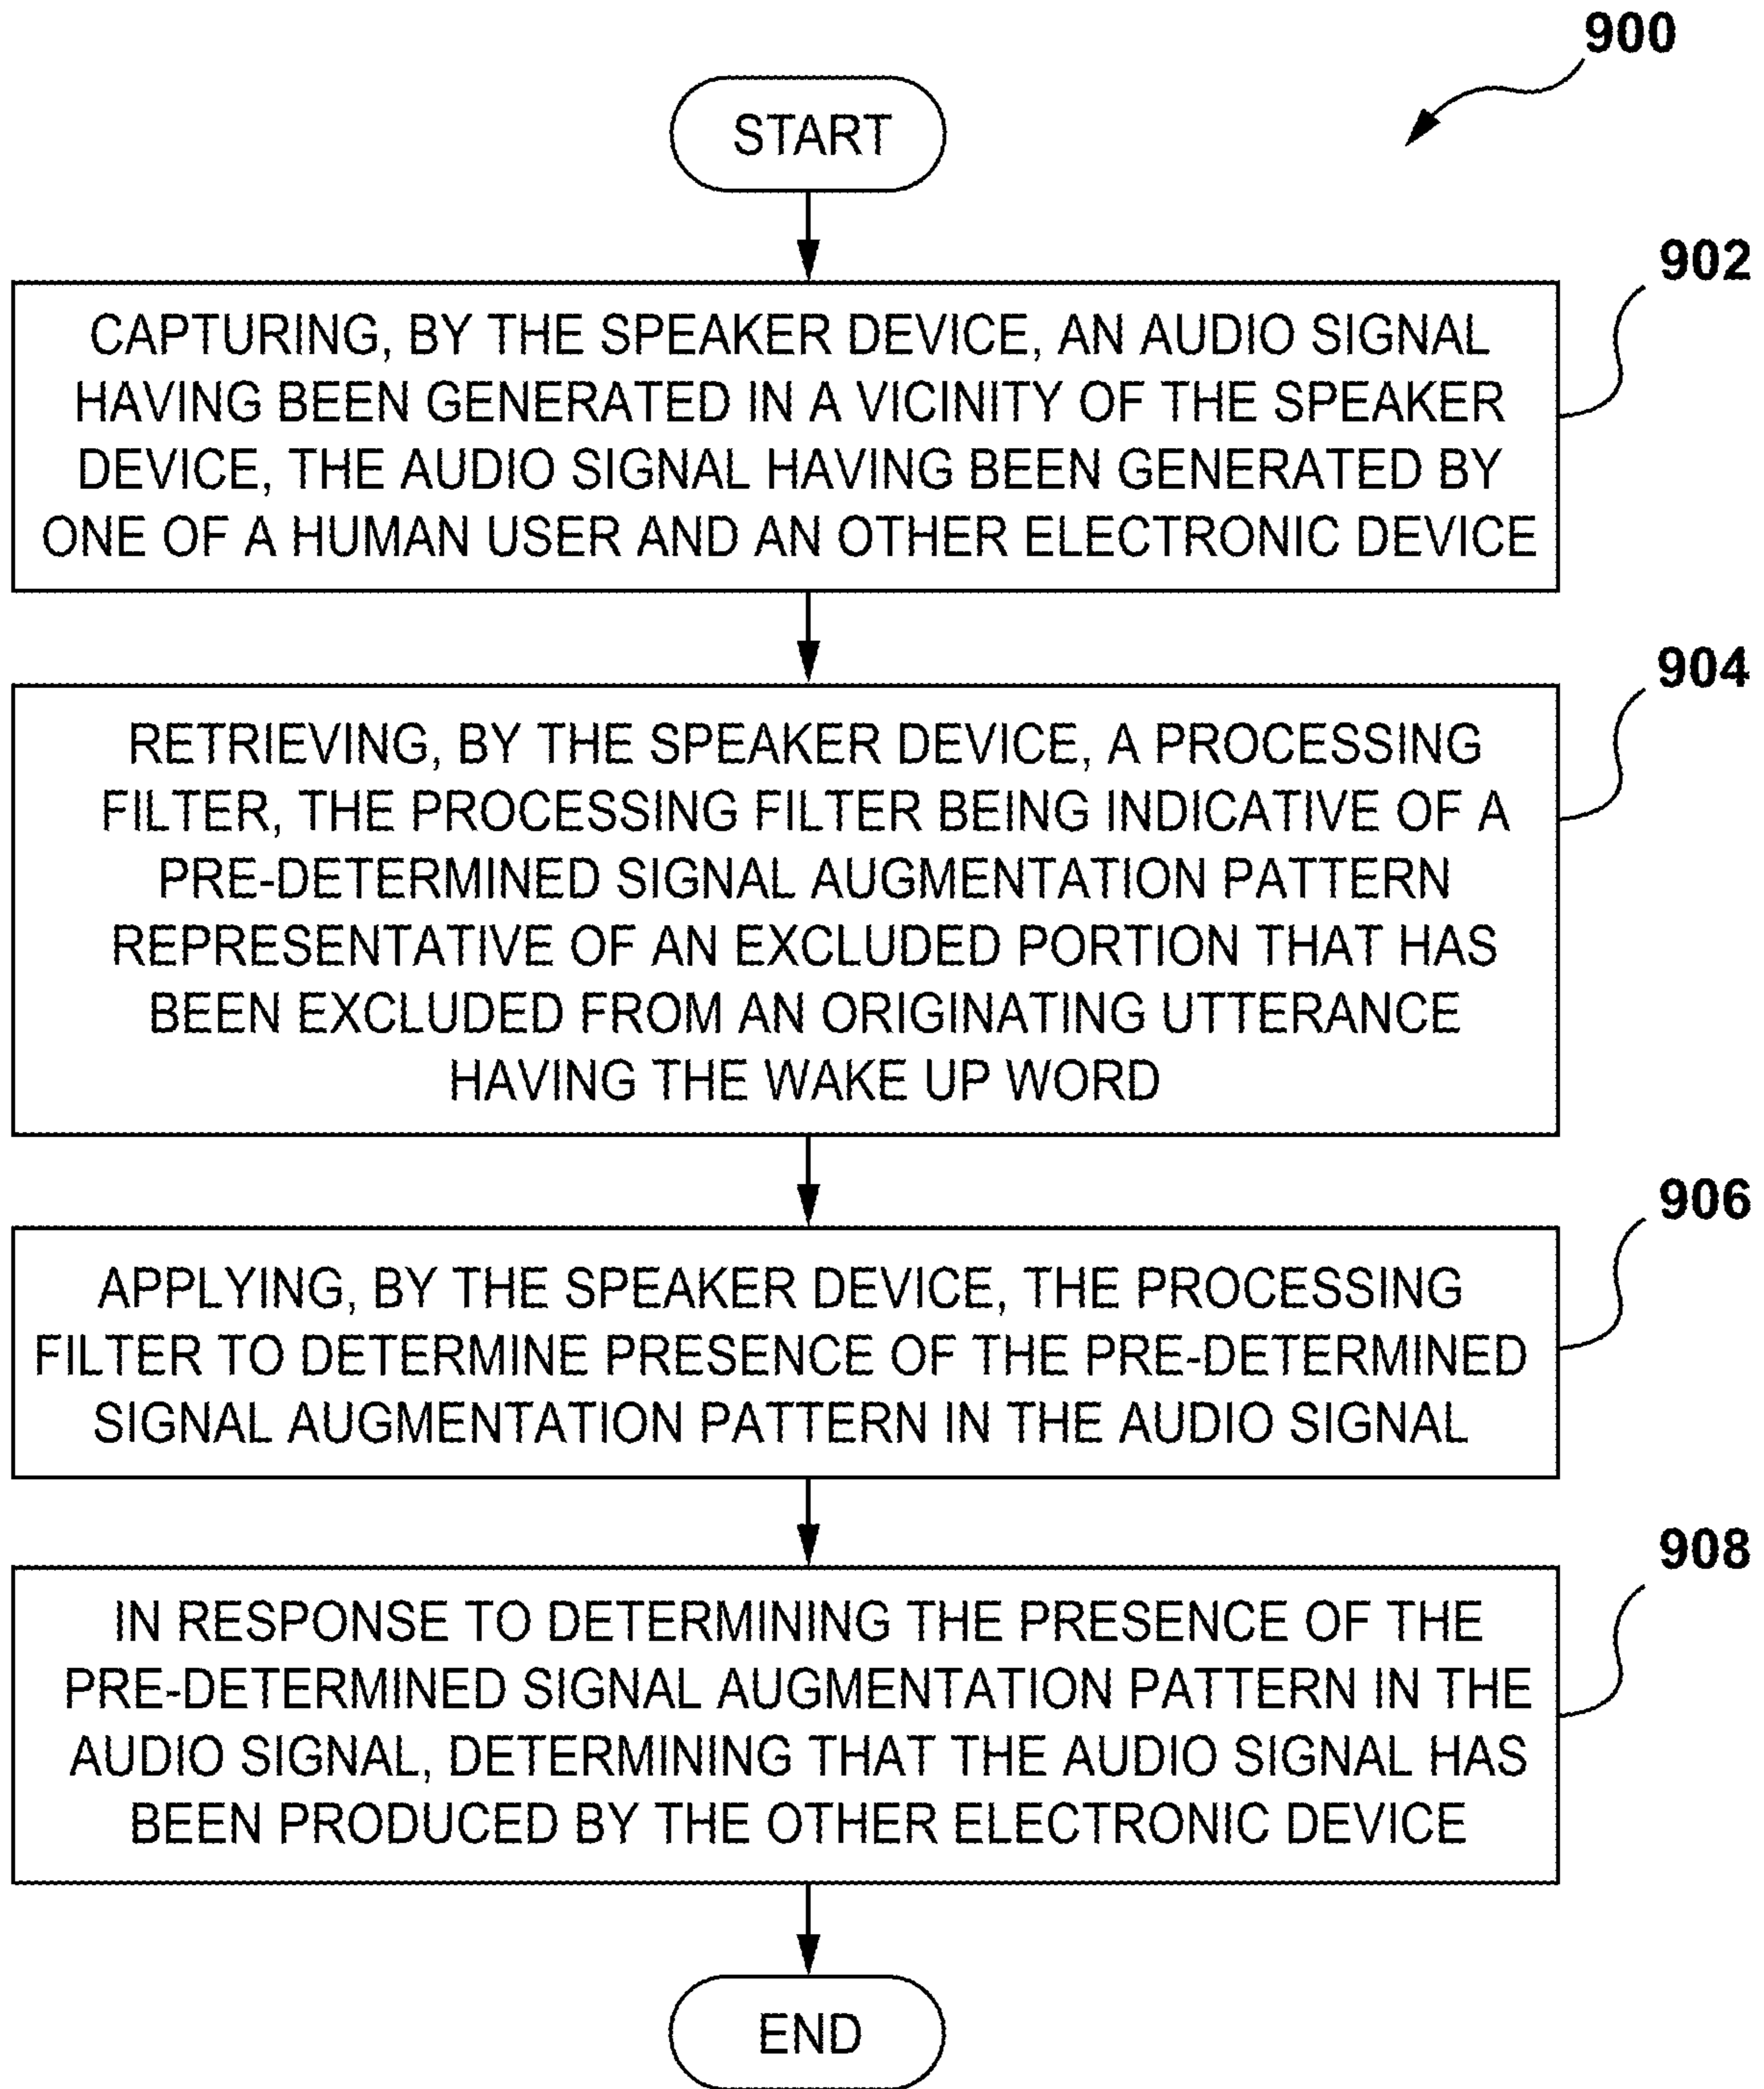 900
START
902
CAPTURING, BY THE SPEAKER DEVICE, AN AUDIO SIGNAL
HAVING BEEN GENERATED IN A VICINITY OF THE SPEAKER
DEVICE, THE AUDIO SIGNAL HAVING BEEN GENERATED BY
ONE OF A HUMAN USER AND AN OTHER ELECTRONIC DEVICE
904
RETRIEVING, BY THE SPEAKER DEVICE, A PROCESSING
FILTER, THE PROCESSING FILTER BEING INDICATIVE OF A
PRE-DETERMINED SIGNAL AUGMENTATION PATTERN
REPRESENTATIVE OF AN EXCLUDED PORTION THAT HAS
BEEN EXCLUDED FROM AN ORIGINATING UTTERANCE
HAVING THE WAKE UP WORD
906
APPLYING, BY THE SPEAKER DEVICE, THE PROCESSING
FILTER TO DETERMINE PRESENCE OF THE PRE-DETERMINED
SIGNAL AUGMENTATION PATTERN IN THE AUDIO SIGNAL
908
IN RESPONSE TO DETERMINING THE PRESENCE OF THE
PRE-DETERMINED SIGNAL AUGMENTATION PATTERN IN THE
AUDIO SIGNAL, DETERMINING THAT THE AUDIO SIGNAL HAS
BEEN PRODUCED BY THE OTHER ELECTRONIC DEVICE
END